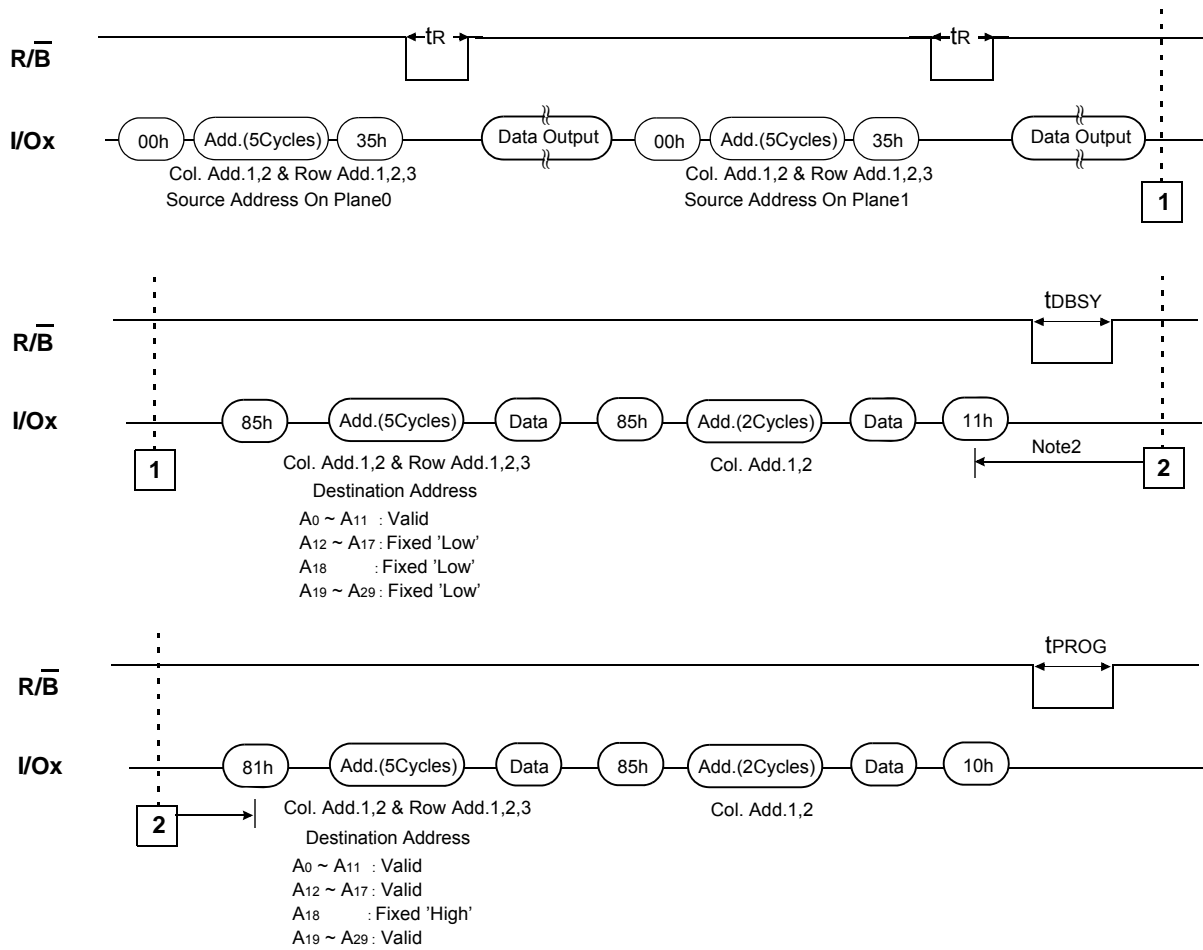 tR tR
R/B
I/Ox 00h Add.(5Cycles) 35h Data Output 00h Add.(5Cycles) 35h Data Output
Col. Add.1,2 & Row Add.1,2,3 Col. Add.1,2 & Row Add.1,2,3
Source Address On Plane0 Source Address On Plane1
1
tDBSY
R/B
I/Ox 85h Add.(5Cycles) Data 85h Add.(2Cycles) Data 11h
Col. Add.1,2 & Row Add.1,2,3 Col. Add.1,2 Note2
1 2
Destination Address
A0 ~ A11 : Valid
A12 ~ A17 : Fixed 'Low'
A18 : Fixed 'Low'
A19 ~ A29 : Fixed 'Low'
tPROG
R/B
I/Ox 81h Add.(5Cycles) Data 85h Add.(2Cycles) Data 10h
2 Col. Add.1,2 & Row Add.1,2,3 Col. Add.1,2
Destination Address
A0 ~ A11 : Valid
A12 ~ A17 : Valid
A18 : Fixed 'High'
A19 ~ A29 : Valid